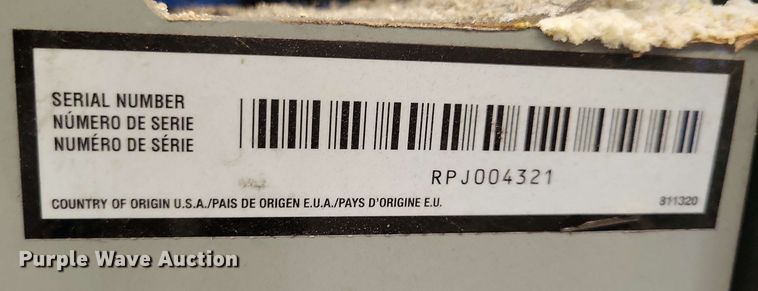 SERIAL NUMBER
NÚMERO DE SERIE
NUMÉRO DE SÉRIE
RPJ004321
COUNTRY OF ORIGIN U.S.A./PAIS DE ORIGEN E.U.A./PAYS D'ORIGINE E.U.
811320
Purple Wave Auction